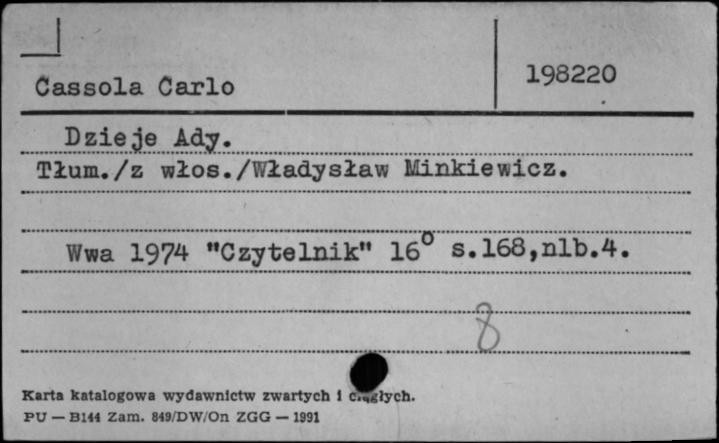 Cassola Carlo
198220
Dzieje Ady.
Tłum./z włos./Władysław Minkiewicz.
Wwa 1974 "Czytelnik" 16° s.168,nlb.4.
8
Karta katalogowa wydawnictw zwartych i ciągłych.
PU — B144 Zam. 849/DW/On ZGG — 1991